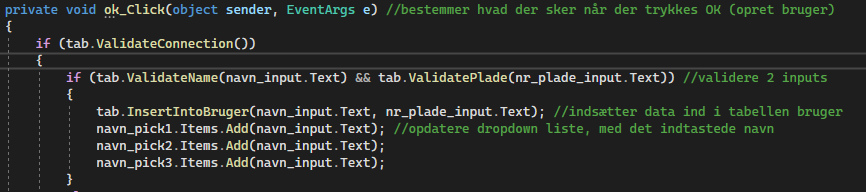 private void ok_Click(object sender, EventArgs e) //bestemmer hvad der sker når der trykkes OK (opret bruger)
{
if (tab.ValidateConnection())
{
if (tab.ValidateName(navn_input.Text) && tab.ValidatePlade(nr_plade_input.Text)) //validere 2 inputs
{
tab.InsertIntoBruger(navn_input.Text, nr_plade_input.Text); //indsætter data ind i tabellen bruger
navn_pick1.Items.Add(navn_input.Text); //opdatere dropdown liste, med det indtastede navn
navn_pick2.Items.Add(navn_input.Text);
navn_pick3.Items.Add(navn_input.Text);
}